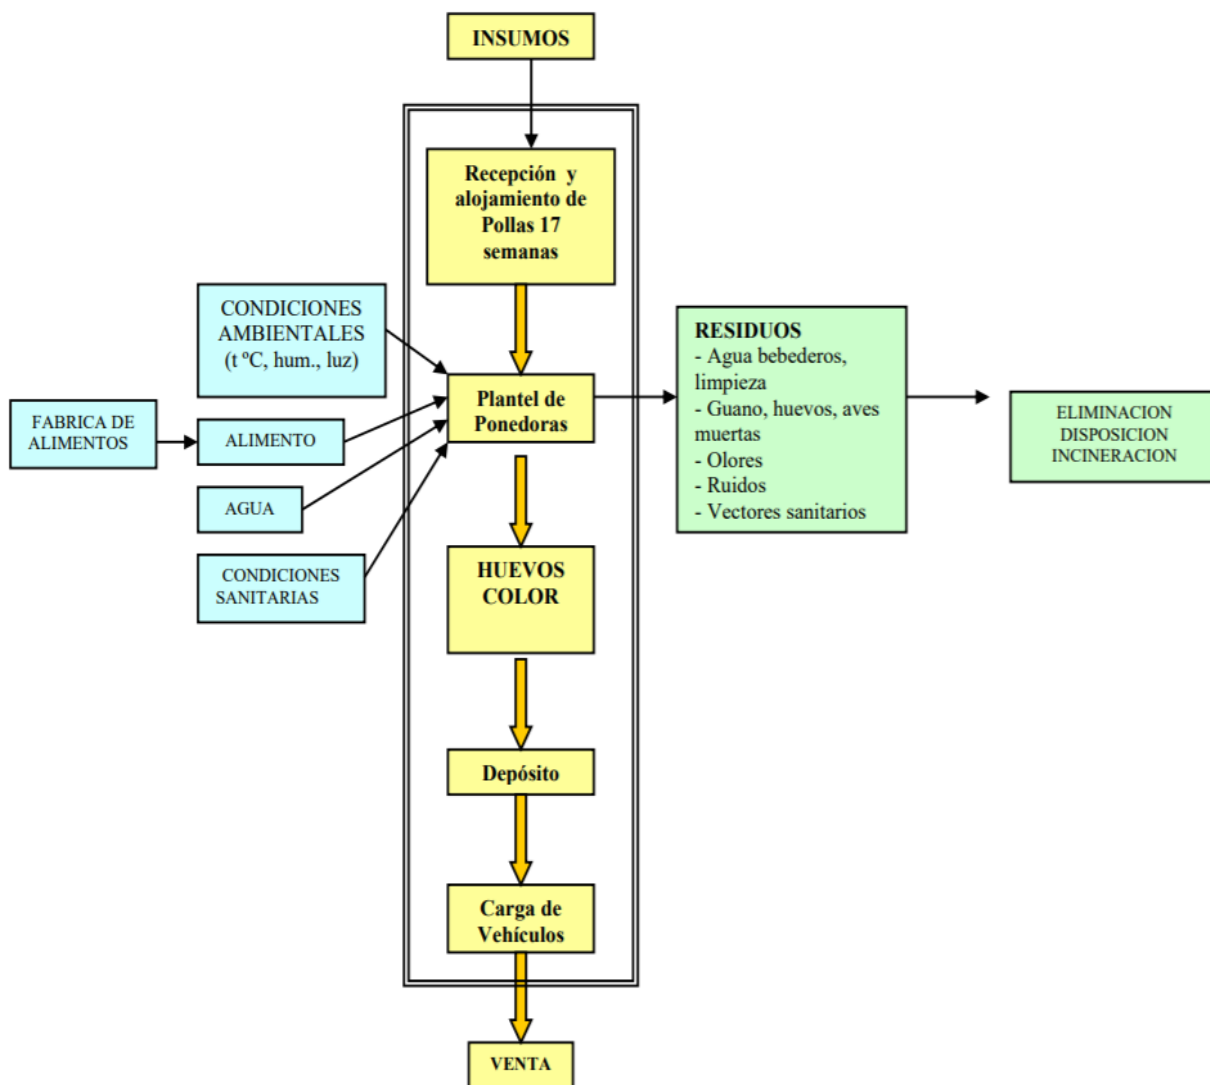 INSUMOS
Recepción y
alojamiento de
Pollas 17
semanas
CONDICIONES
AMBIENTALES
(t ºC, hum., luz)
FABRICA DE
ALIMENTOS
ALIMENTO
AGUA
CONDICIONES
SANITARIAS
Plantel de
Ponedoras
RESIDUOS
- Agua bebederos,
limpieza
- Guano, huevos, aves
muertas
- Olores
- Ruidos
- Vectores sanitarios
ELIMINACION
DISPOSICION
INCINERACION
HUEVOS
COLOR
Depósito
Carga de
Vehículos
VENTA